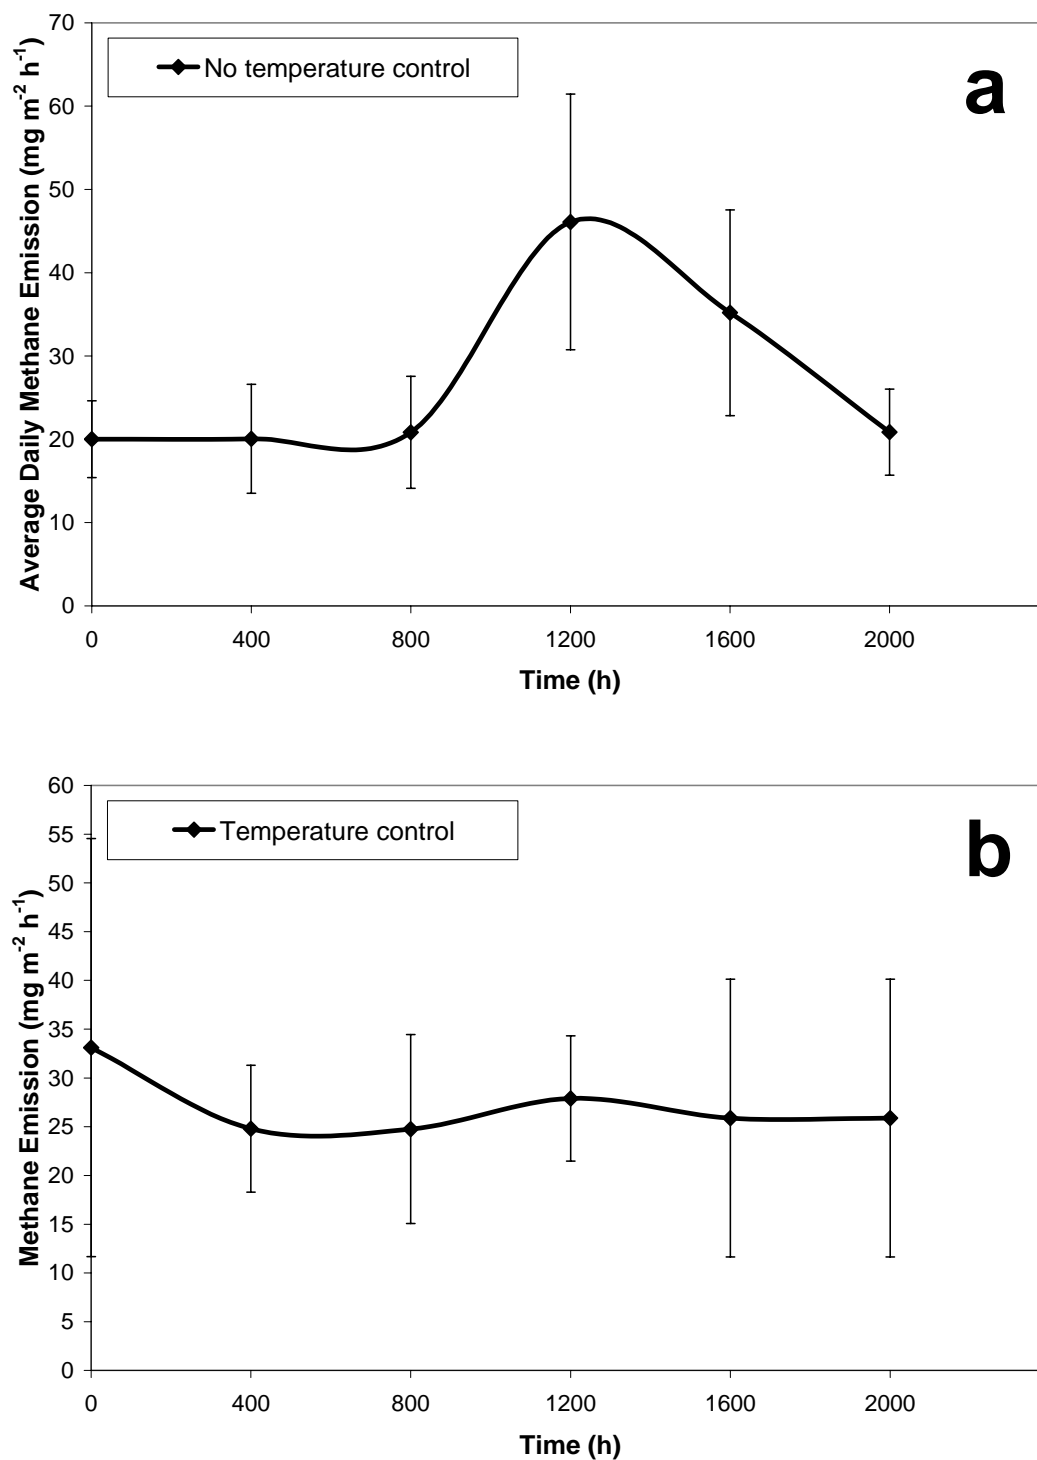 70
60
50
40
30
20
10
0
Average Daily Methane Emission (mg m⁻² h⁻¹)
No temperature control
a
0 400 800 1200 1600 2000
Time (h)
60
55
50
45
40
35
30
25
20
15
10
5
0
Methane Emission (mg m⁻² h⁻¹)
Temperature control
b
0 400 800 1200 1600 2000
Time (h)